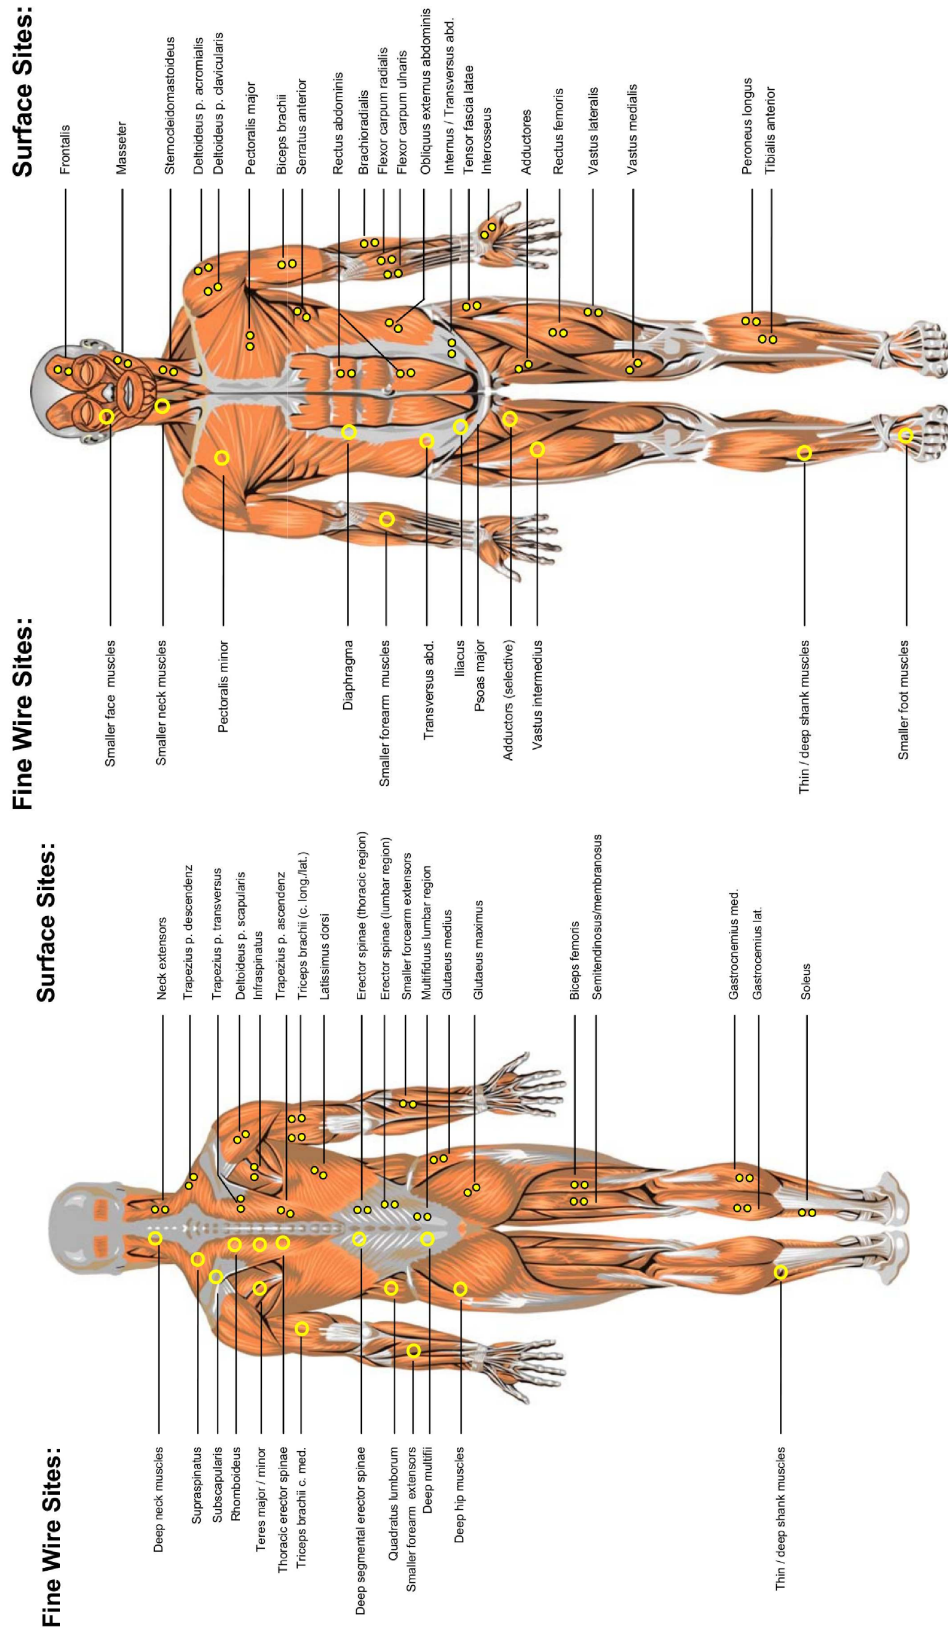 Surface Sites:
Frontalis
Masseter
Sternocleidomastoideus
Deltoideus p. acromialis
Deltoideus p. clavicularis
Pectoralis major
Biceps brachii
Serratus anterior
Rectus abdominis
Brachioradialis
Flexor carpum radialis
Flexor carpum ulnaris
Obliquus externus abdominis
Internus / Transversus abd.
Tensor fascia latae
Interosseus
Adductores
Rectus femoris
Vastus lateralis
Vastus medialis
Peroneus longus
Tibialis anterior
Fine Wire Sites:
Smaller face muscles
Smaller neck muscles
Pectoralis minor
Diaphragma
Smaller forearm muscles
Transversus abd.
Iliacus
Psoas major
Adductors (selective)
Vastus intermedius
Thin / deep shank muscles
Smaller foot muscles
Surface Sites:
Neck extensors
Trapezius p. descendenz
Trapezius p. transversus
Deltoideus p. scapularis
Infraspinatus
Trapezius p. ascendenz
Triceps brachii (c. long./lat.)
Latissimus dorsi
Erector spinae (thoracic region)
Erector spinae (lumbar region)
Smaller forcearm extensors
Multifiduus lumbar region
Glutaeus medius
Glutaeus maximus
Biceps femoris
Semitendinosus/membranosus
Gastroonemius med.
Gastrocemius lat.
Soleus
Fine Wire Sites:
Deep neck muscles
Supraspinatus
Subscapularis
Rhomboideus
Teres major / minor
Thoracic erector spinae
Triceps brachii c. med.
Deep segmental erector spinae
Quadratus lumborum
Smaller forearm extensors
Deep multifii
Deep hip muscles
Thin / deep shank muscles